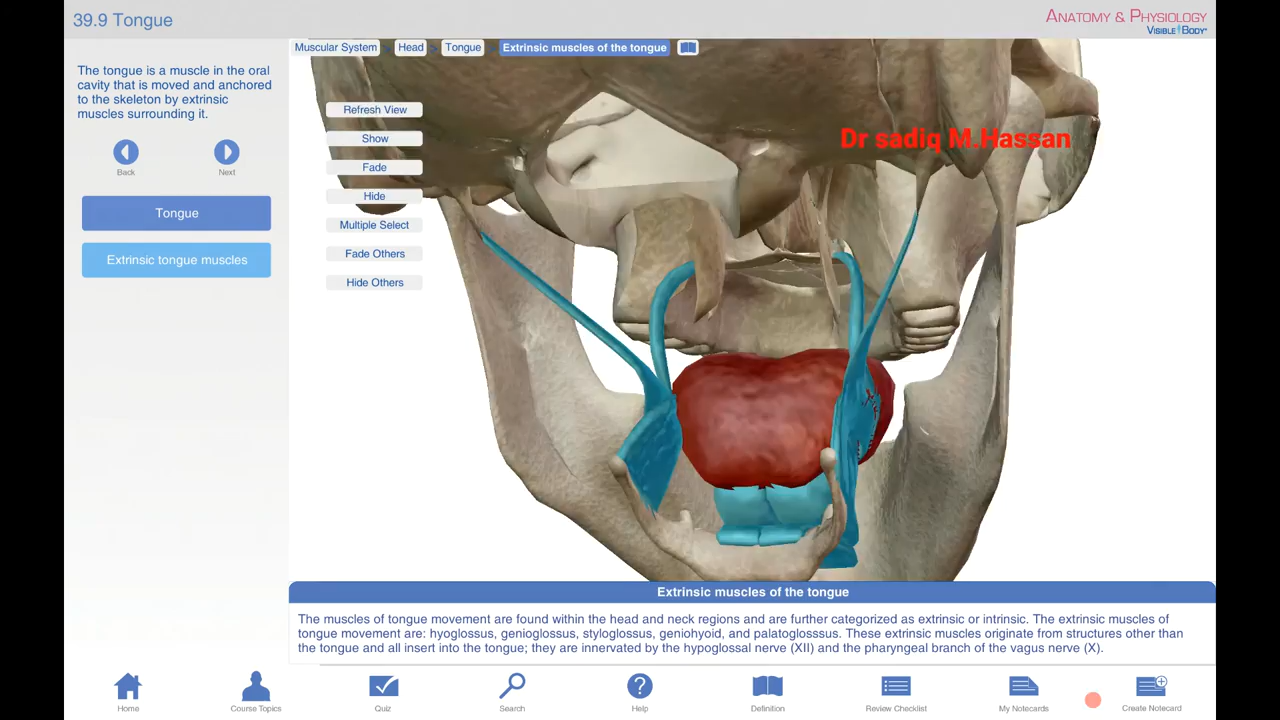 39.9 Tongue
ANATOMY & PHYSIOLOGY
VISIBLE BODY®
Muscular System > Head > Tongue > Extrinsic muscles of the tongue
The tongue is a muscle in the oral
cavity that is moved and anchored
to the skeleton by extrinsic
muscles surrounding it.
Back
Next
Tongue
Extrinsic tongue muscles
Refresh View
Show
Fade
Hide
Multiple Select
Fade Others
Hide Others
Dr sadiq M.Hassan
Extrinsic muscles of the tongue
The muscles of tongue movement are found within the head and neck regions and are further categorized as extrinsic or intrinsic. The extrinsic muscles of
tongue movement are: hyoglossus, genioglossus, styloglossus, geniohyoid, and palatoglosssus. These extrinsic muscles originate from structures other than
the tongue and all insert into the tongue; they are innervated by the hypoglossal nerve (XII) and the pharyngeal branch of the vagus nerve (X).
Home
Course Topics
Quiz
Search
Help
Definition
Review Checklist
My Notecards
Create Notecard